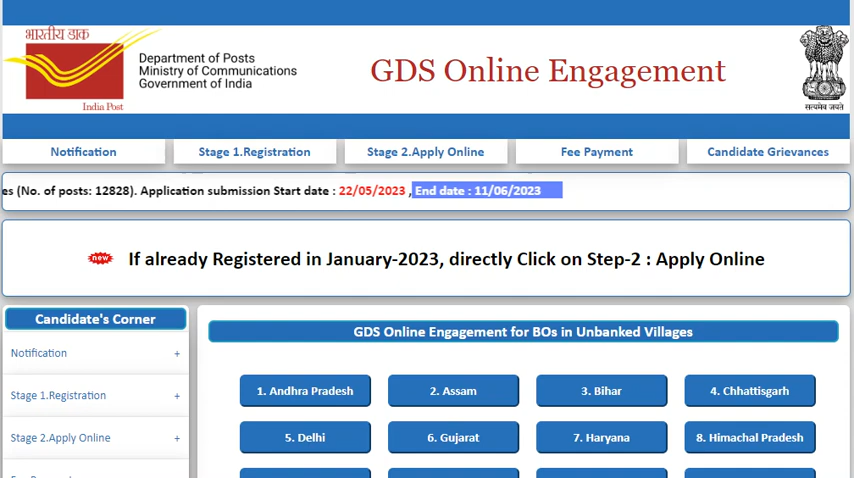 भारतीय डाक
India Post
Department of Posts
Ministry of Communications
Government of India
GDS Online Engagement
सत्यमेव जयते
Notification
Stage 1.Registration
Stage 2.Apply Online
Fee Payment
Candidate Grievances
es (No. of posts: 12828). Application submission Start date : 22/05/2023 , End date : 11/06/2023
new
If already Registered in January-2023, directly Click on Step-2 : Apply Online
Candidate's Corner
Notification +
Stage 1.Registration +
Stage 2.Apply Online +
GDS Online Engagement for BOs in Unbanked Villages
1. Andhra Pradesh
2. Assam
3. Bihar
4. Chhattisgarh
5. Delhi
6. Gujarat
7. Haryana
8. Himachal Pradesh